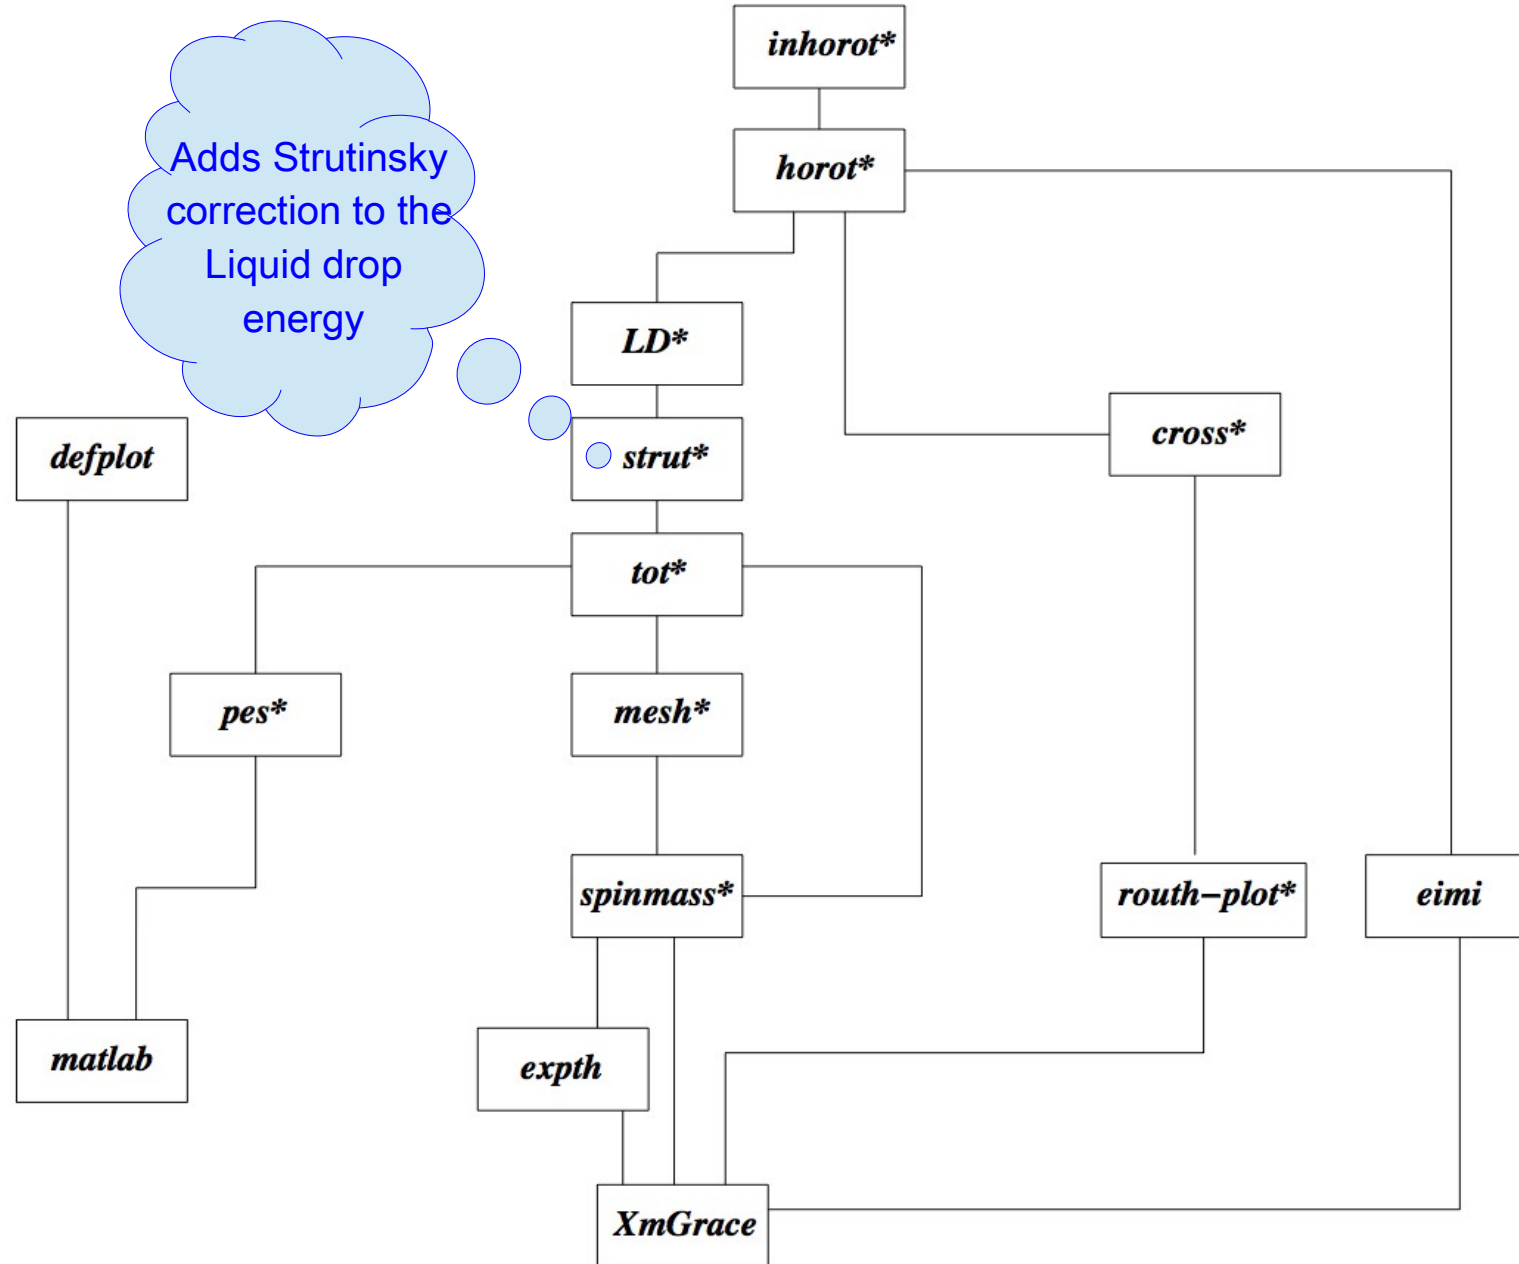 inhorot*
horot*
Adds Strutinsky
correction to the
Liquid drop
energy
LD*
cross*
defplot
strut*
tot*
pes*
mesh*
spinmass*
routh−plot*
eimi
matlab
expth
XmGrace